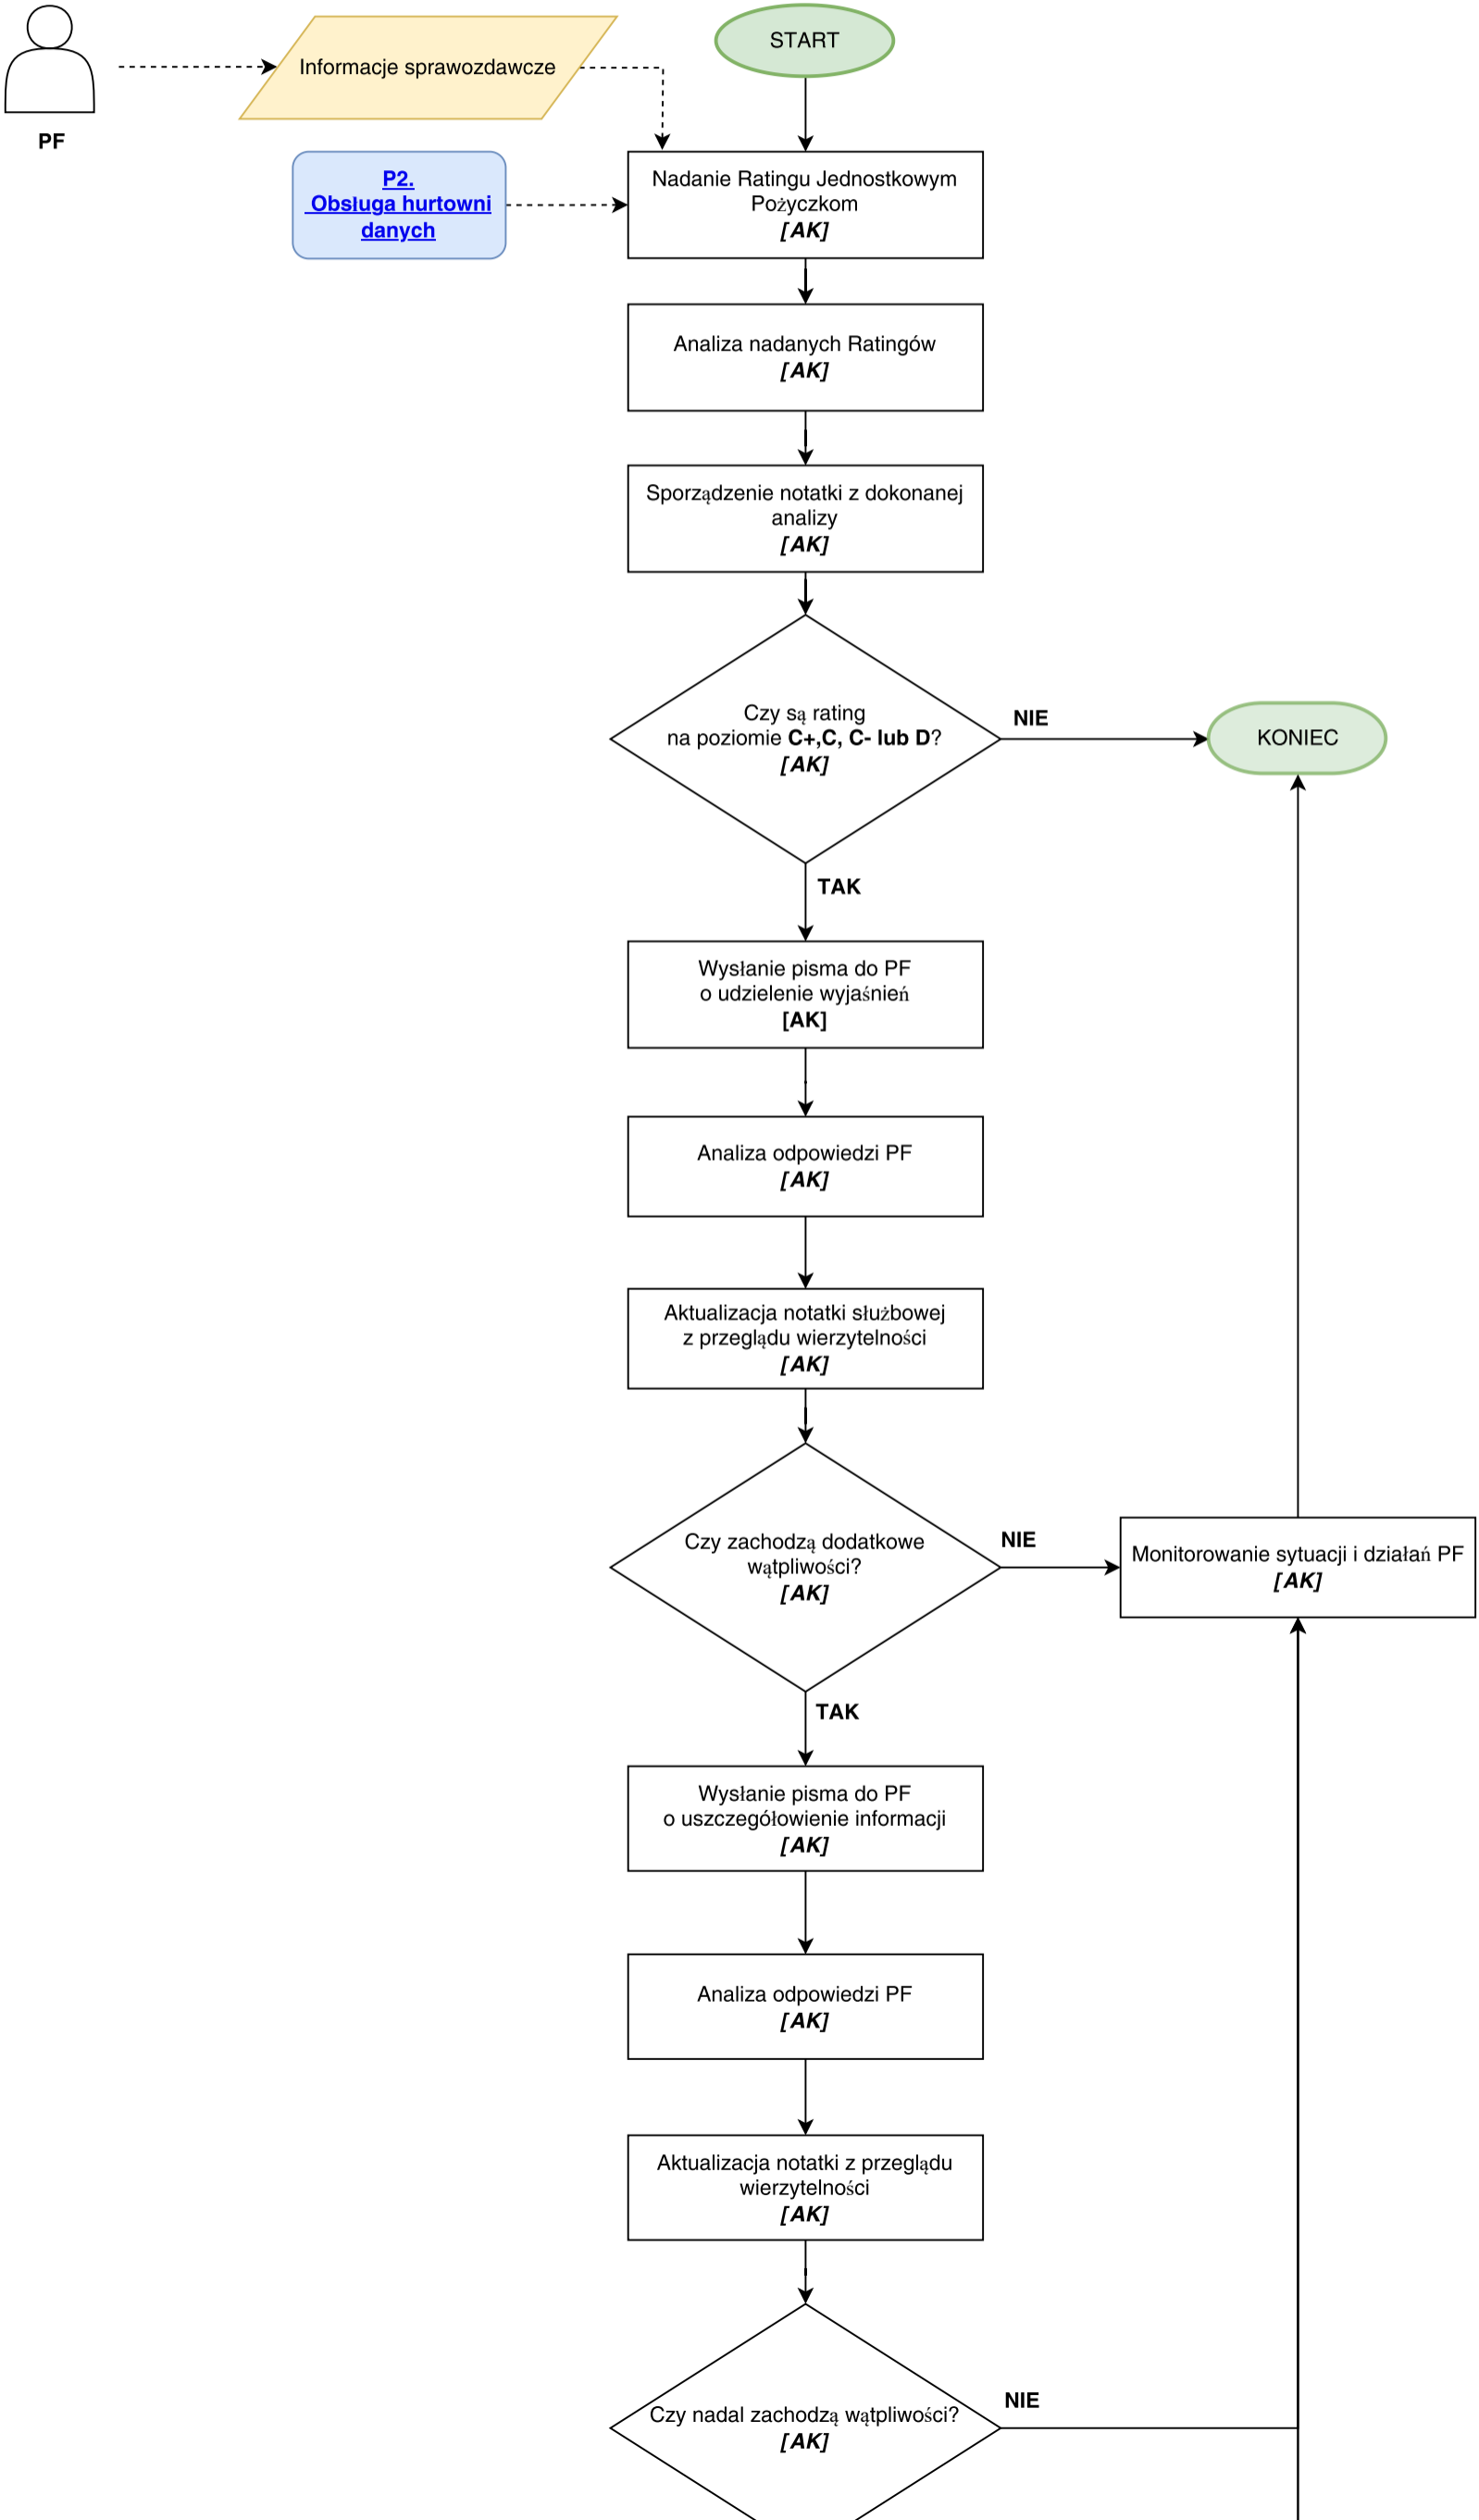 PF
Informacje sprawozdawcze
START
P2.
Obsługa hurtowni
danych
Nadanie Ratingu Jednostkowym
Pożyczkom
[AK]
Analiza nadanych Ratingów
[AK]
Sporządzenie notatki z dokonanej
analizy
[AK]
Czy są rating
na poziomie C+,C, C- lub D?
[AK]
NIE
KONIEC
TAK
Wysłanie pisma do PF
o udzielenie wyjaśnień
[AK]
Analiza odpowiedzi PF
[AK]
Aktualizacja notatki służbowej
z przeglądu wierzytelności
[AK]
Czy zachodzą dodatkowe
wątpliwości?
[AK]
NIE
Monitorowanie sytuacji i działań PF
[AK]
TAK
Wysłanie pisma do PF
o uszczegółowienie informacji
[AK]
Analiza odpowiedzi PF
[AK]
Aktualizacja notatki z przeglądu
wierzytelności
[AK]
Czy nadal zachodzą wątpliwości?
[AK]
NIE